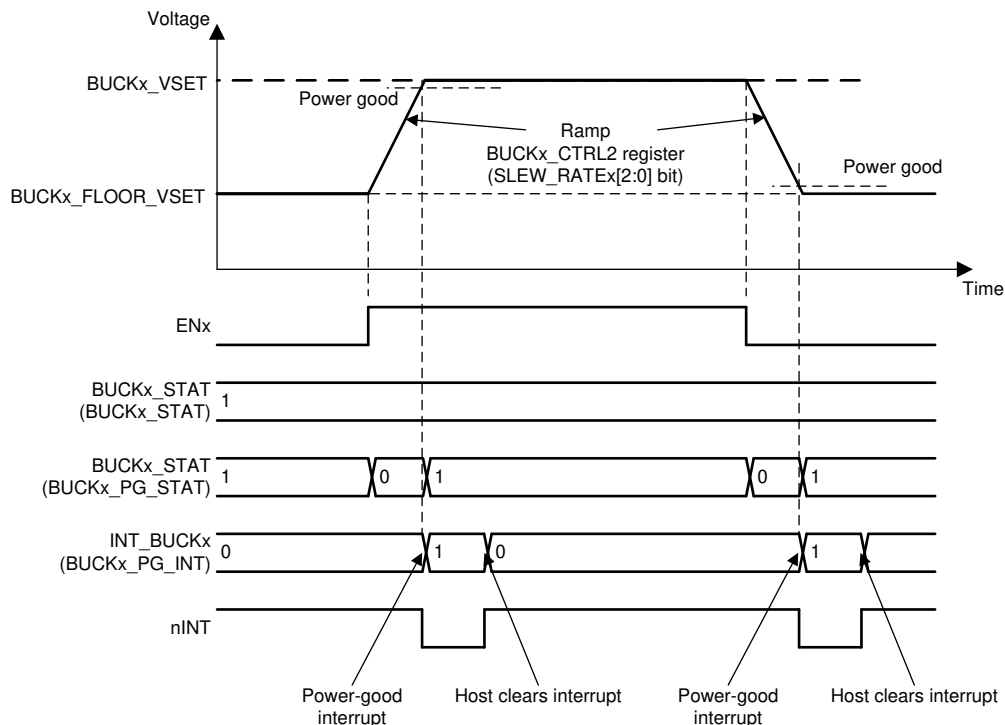 Voltage
BUCKx_VSET
Power good
Ramp
BUCKx_CTRL2 register
(SLEW_RATEx[2:0] bit)
Power good
BUCKx_FLOOR_VSET
Time
ENx
BUCKx_STAT
(BUCKx_STAT)
1
BUCKx_STAT
(BUCKx_PG_STAT)
1 0 1 0 1
INT_BUCKx
(BUCKx_PG_INT)
0 1 0 1
nINT
Power-good
interrupt
Host clears interrupt
Power-good
interrupt
Host clears interrupt